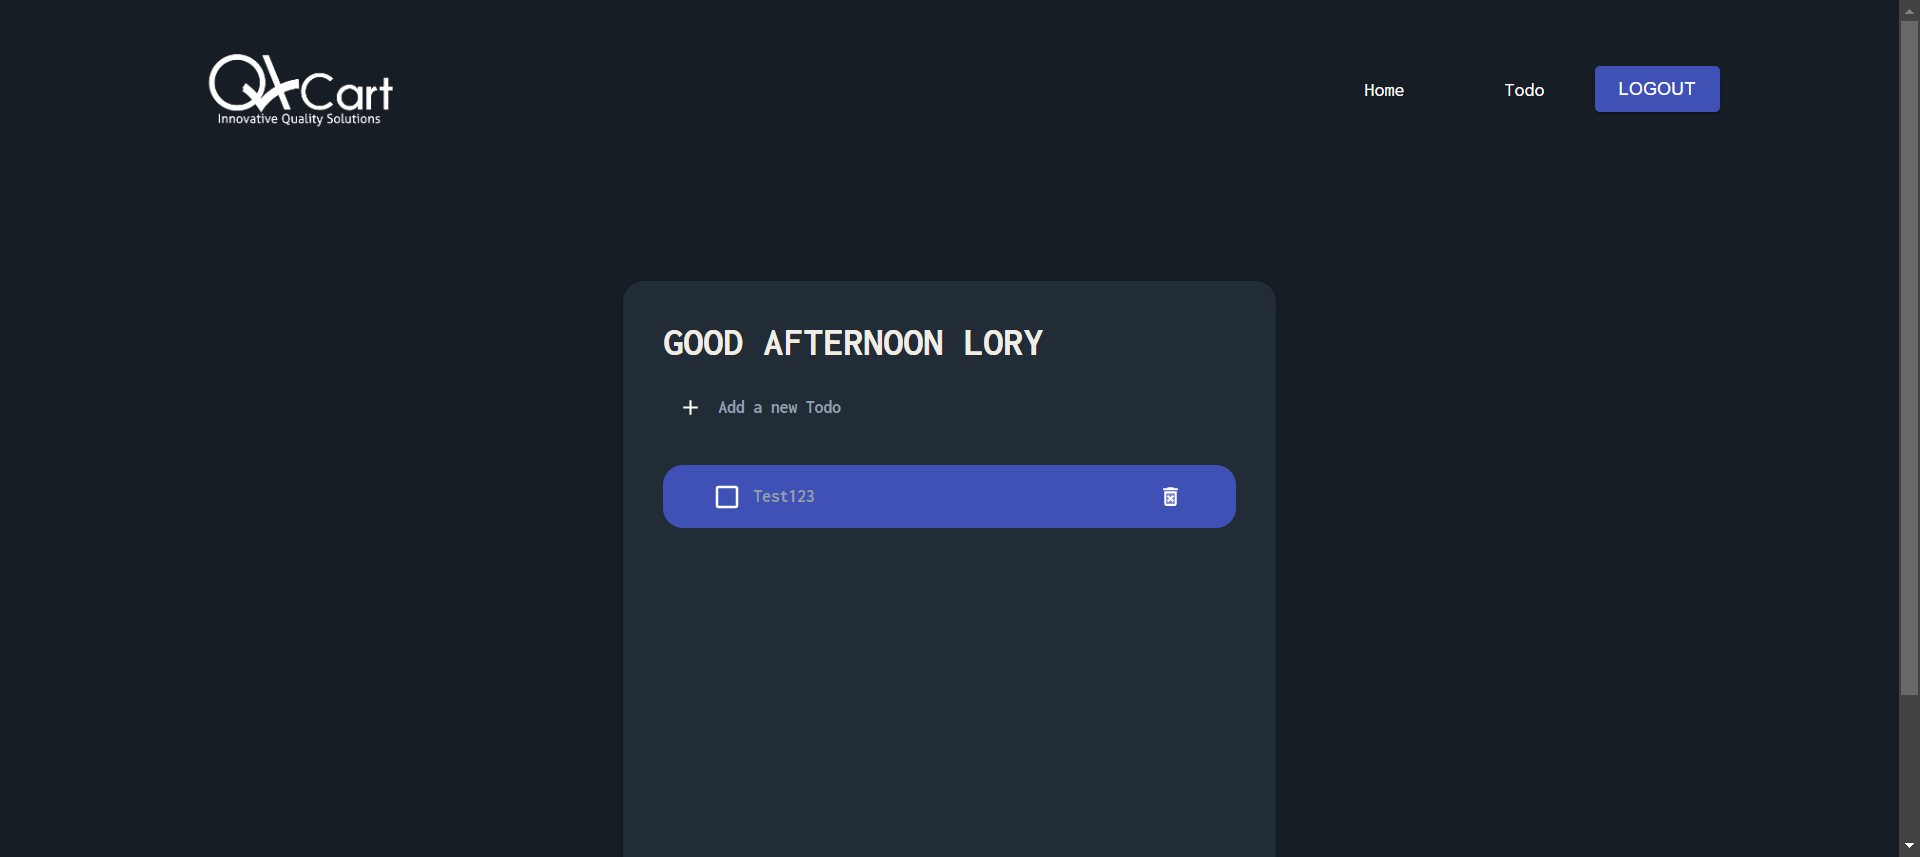 QACart
Innovative Quality Solutions
Home
Todo
LOGOUT
GOOD AFTERNOON LORY
Add a new Todo
Test123